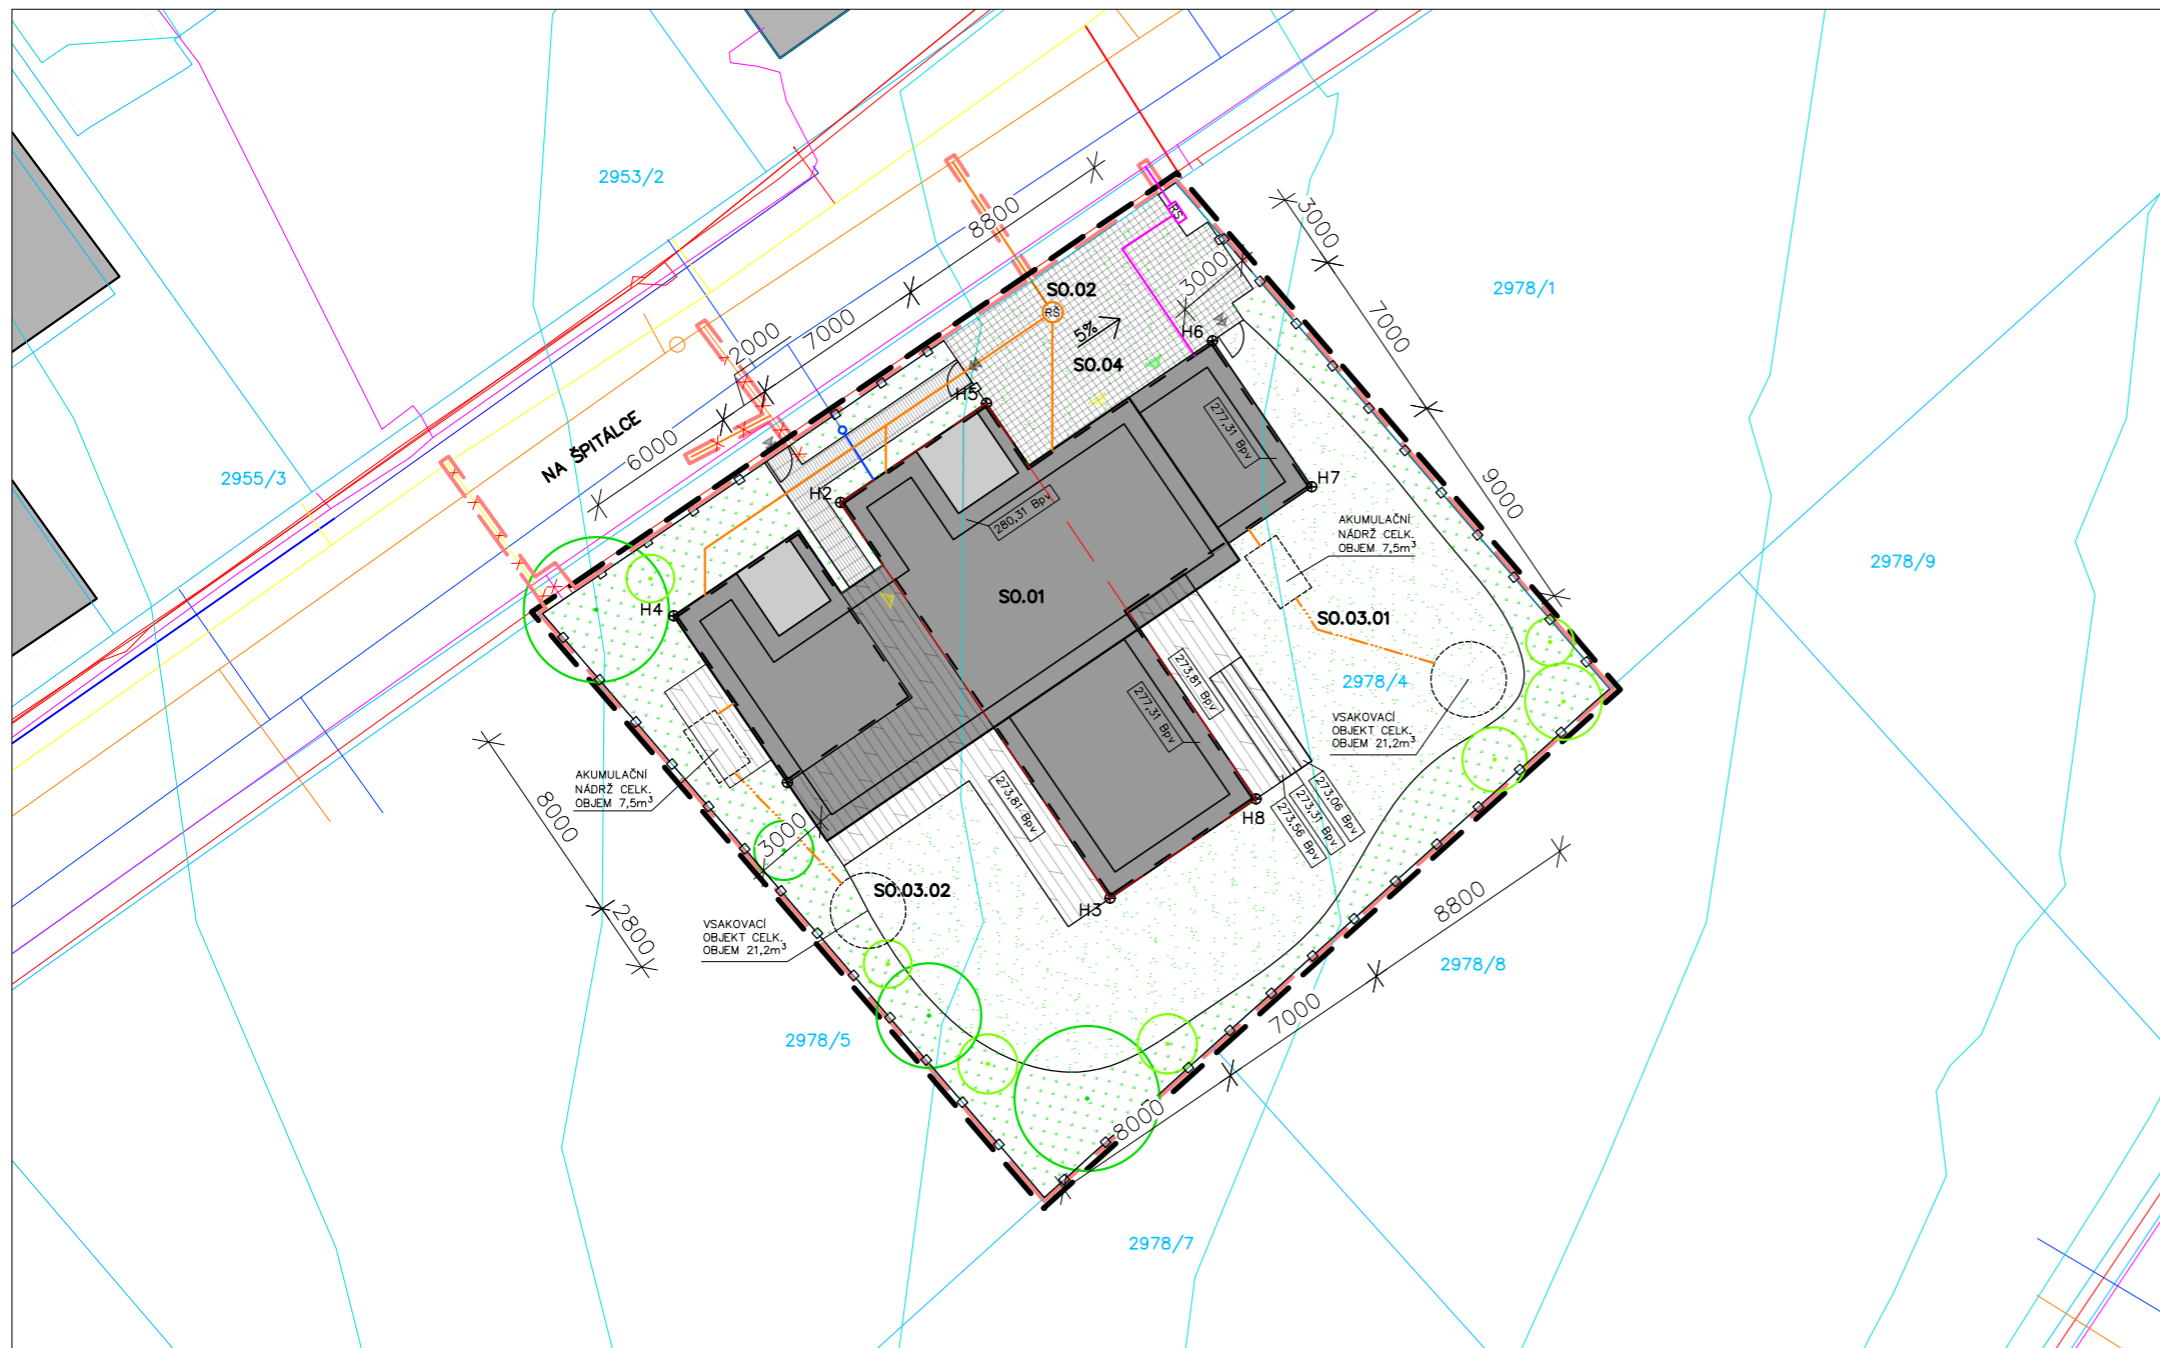 2953/2
8800
3000
RŠ
2978/1
SO.02
3000
7000
RŠ
5%
H6
2000
7000
SO.04
H5
NA ŠPITÁLCE
6000
277,31 Bpv
2955/3
H2
H7
9000
280,31 Bpv
AKUMULAČNÍ
NÁDRŽ CELK.
OBJEM 7,5m³
2978/9
H4
SO.01
SO.03.01
273,81 Bpv
2978/4
277,31 Bpv
VSAKOVACÍ
OBJEKT CELK.
OBJEM 21,2m³
AKUMULAČNÍ
NÁDRŽ CELK.
OBJEM 7,5m³
273,81 Bpv
273,06 Bpv
273,31 Bpv
273,56 Bpv
H8
8000
3000
SO.03.02
H3
8800
2800
VSAKOVACÍ
OBJEKT CELK.
OBJEM 21,2m³
2978/8
7000
2978/5
8000
2978/7